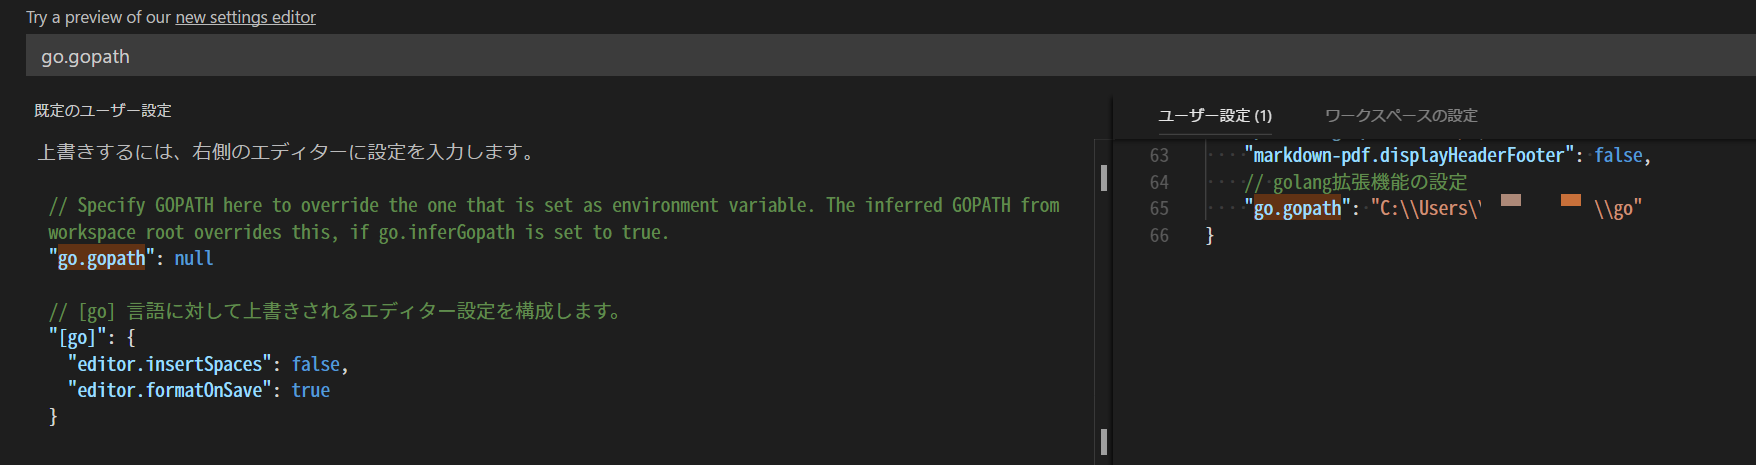 Try a preview of our new settings editor
go.gopath
既定のユーザー設定
上書きするには、右側のエディターに設定を入力します。
// Specify GOPATH here to override the one that is set as environment variable. The inferred GOPATH from
workspace root overrides this, if go.inferGopath is set to true.
"go.gopath": null
// [go] 言語に対して上書きされるエディター設定を構成します。
"[go]": {
"editor.insertSpaces": false,
"editor.formatOnSave": true
}
ユーザー設定 (1) ワークスペースの設定
63 "markdown-pdf.displayHeaderFooter": false,
64 // golang拡張機能の設定
65 "go.gopath": "C:\\Users\\ \\go"
66 }